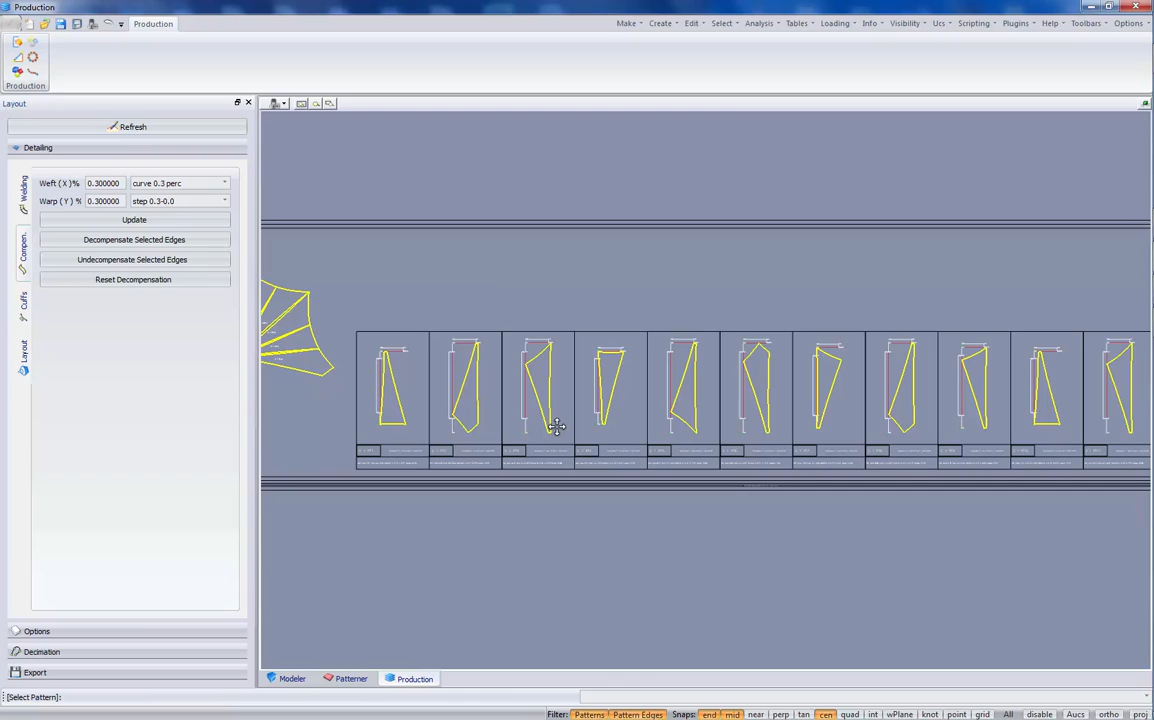 Production
Production
Make Create Edit Select Analysis Tables Loading Info Visibility Ucs Scripting Plugins Help Toolbars Options
Production
Layout
Refresh
Detailing
Welding
Compen.
Cuffs
Layout
Weft ( X )% 0.300000 curve 0.3 perc
Warp ( Y ) % 0.300000 step 0.3-0.0
Update
Decompensate Selected Edges
Undecompensate Selected Edges
Reset Decompensation
Options
Decimation
Export
Modeler Patterner Production
[Select Pattern]:
Filter: Patterns Pattern Edges Snaps: end mid near perp tan cen quad int wPlane knot point grid All disable Aucs ortho proj